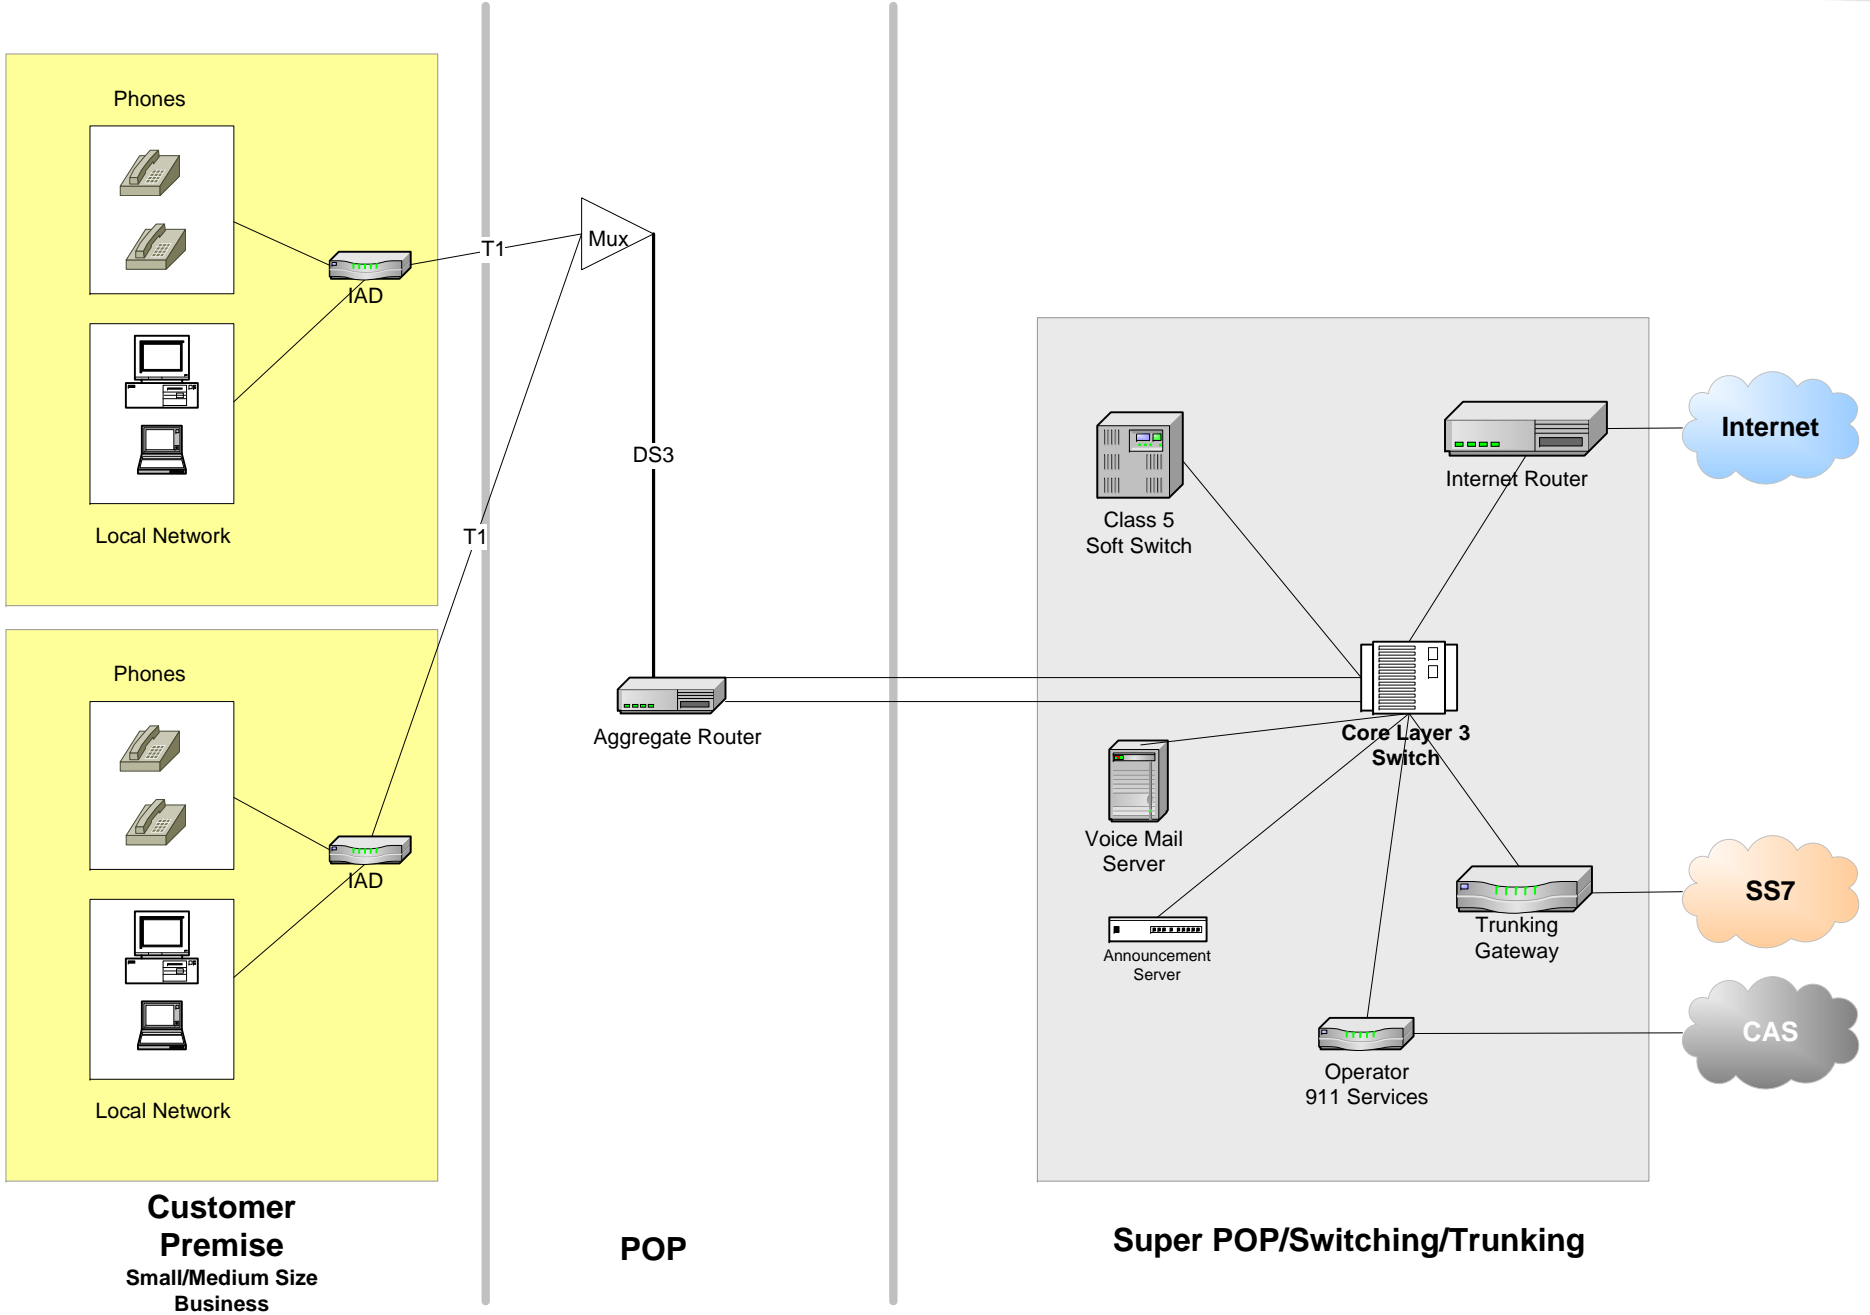 Phones
IAD
Local Network
T1
Phones
IAD
Local Network
T1
Customer
Premise
Small/Medium Size
Business
Mux
DS3
Aggregate Router
POP
Class 5
Soft Switch
Internet Router
Internet
Core Layer 3
Switch
Voice Mail
Server
Announcement
Server
Trunking
Gateway
SS7
Operator
911 Services
CAS
Super POP/Switching/Trunking